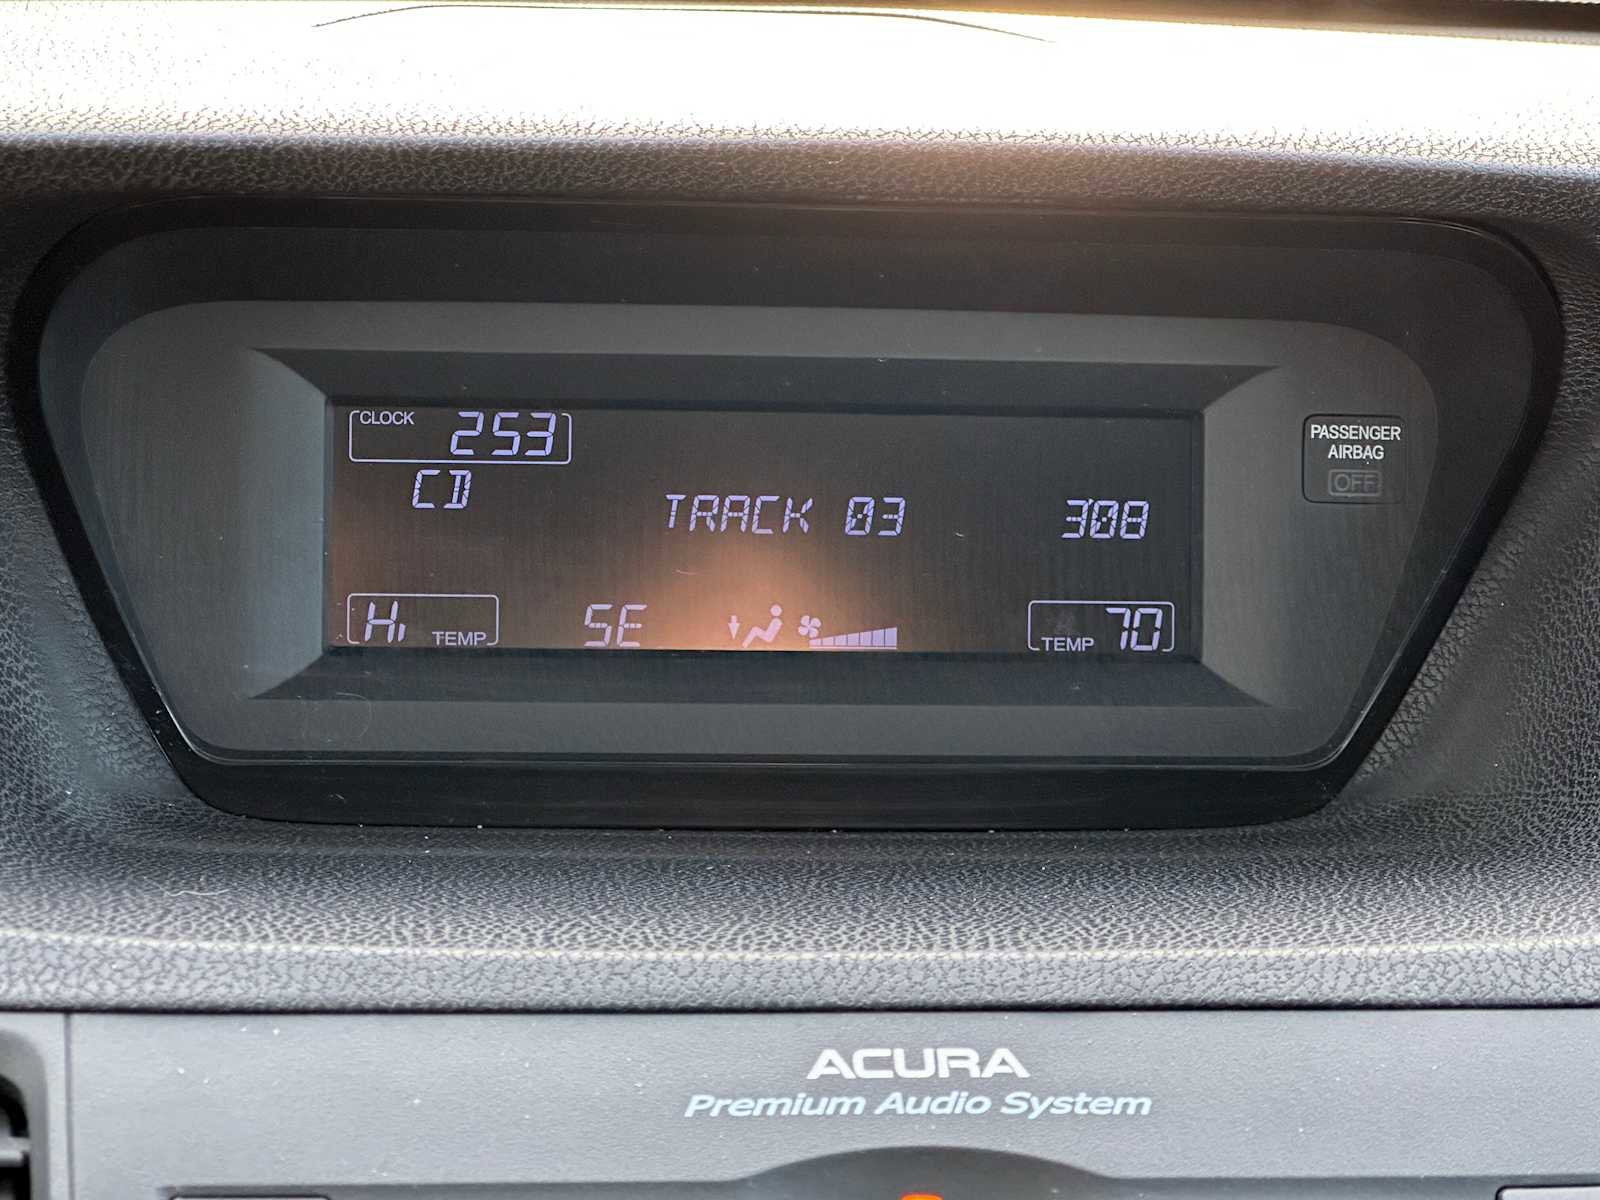 CLOCK 253
CD
TRACK 03 308
Hi TEMP SE TEMP 70
PASSENGER
AIRBAG
OFF
ACURA
Premium Audio System